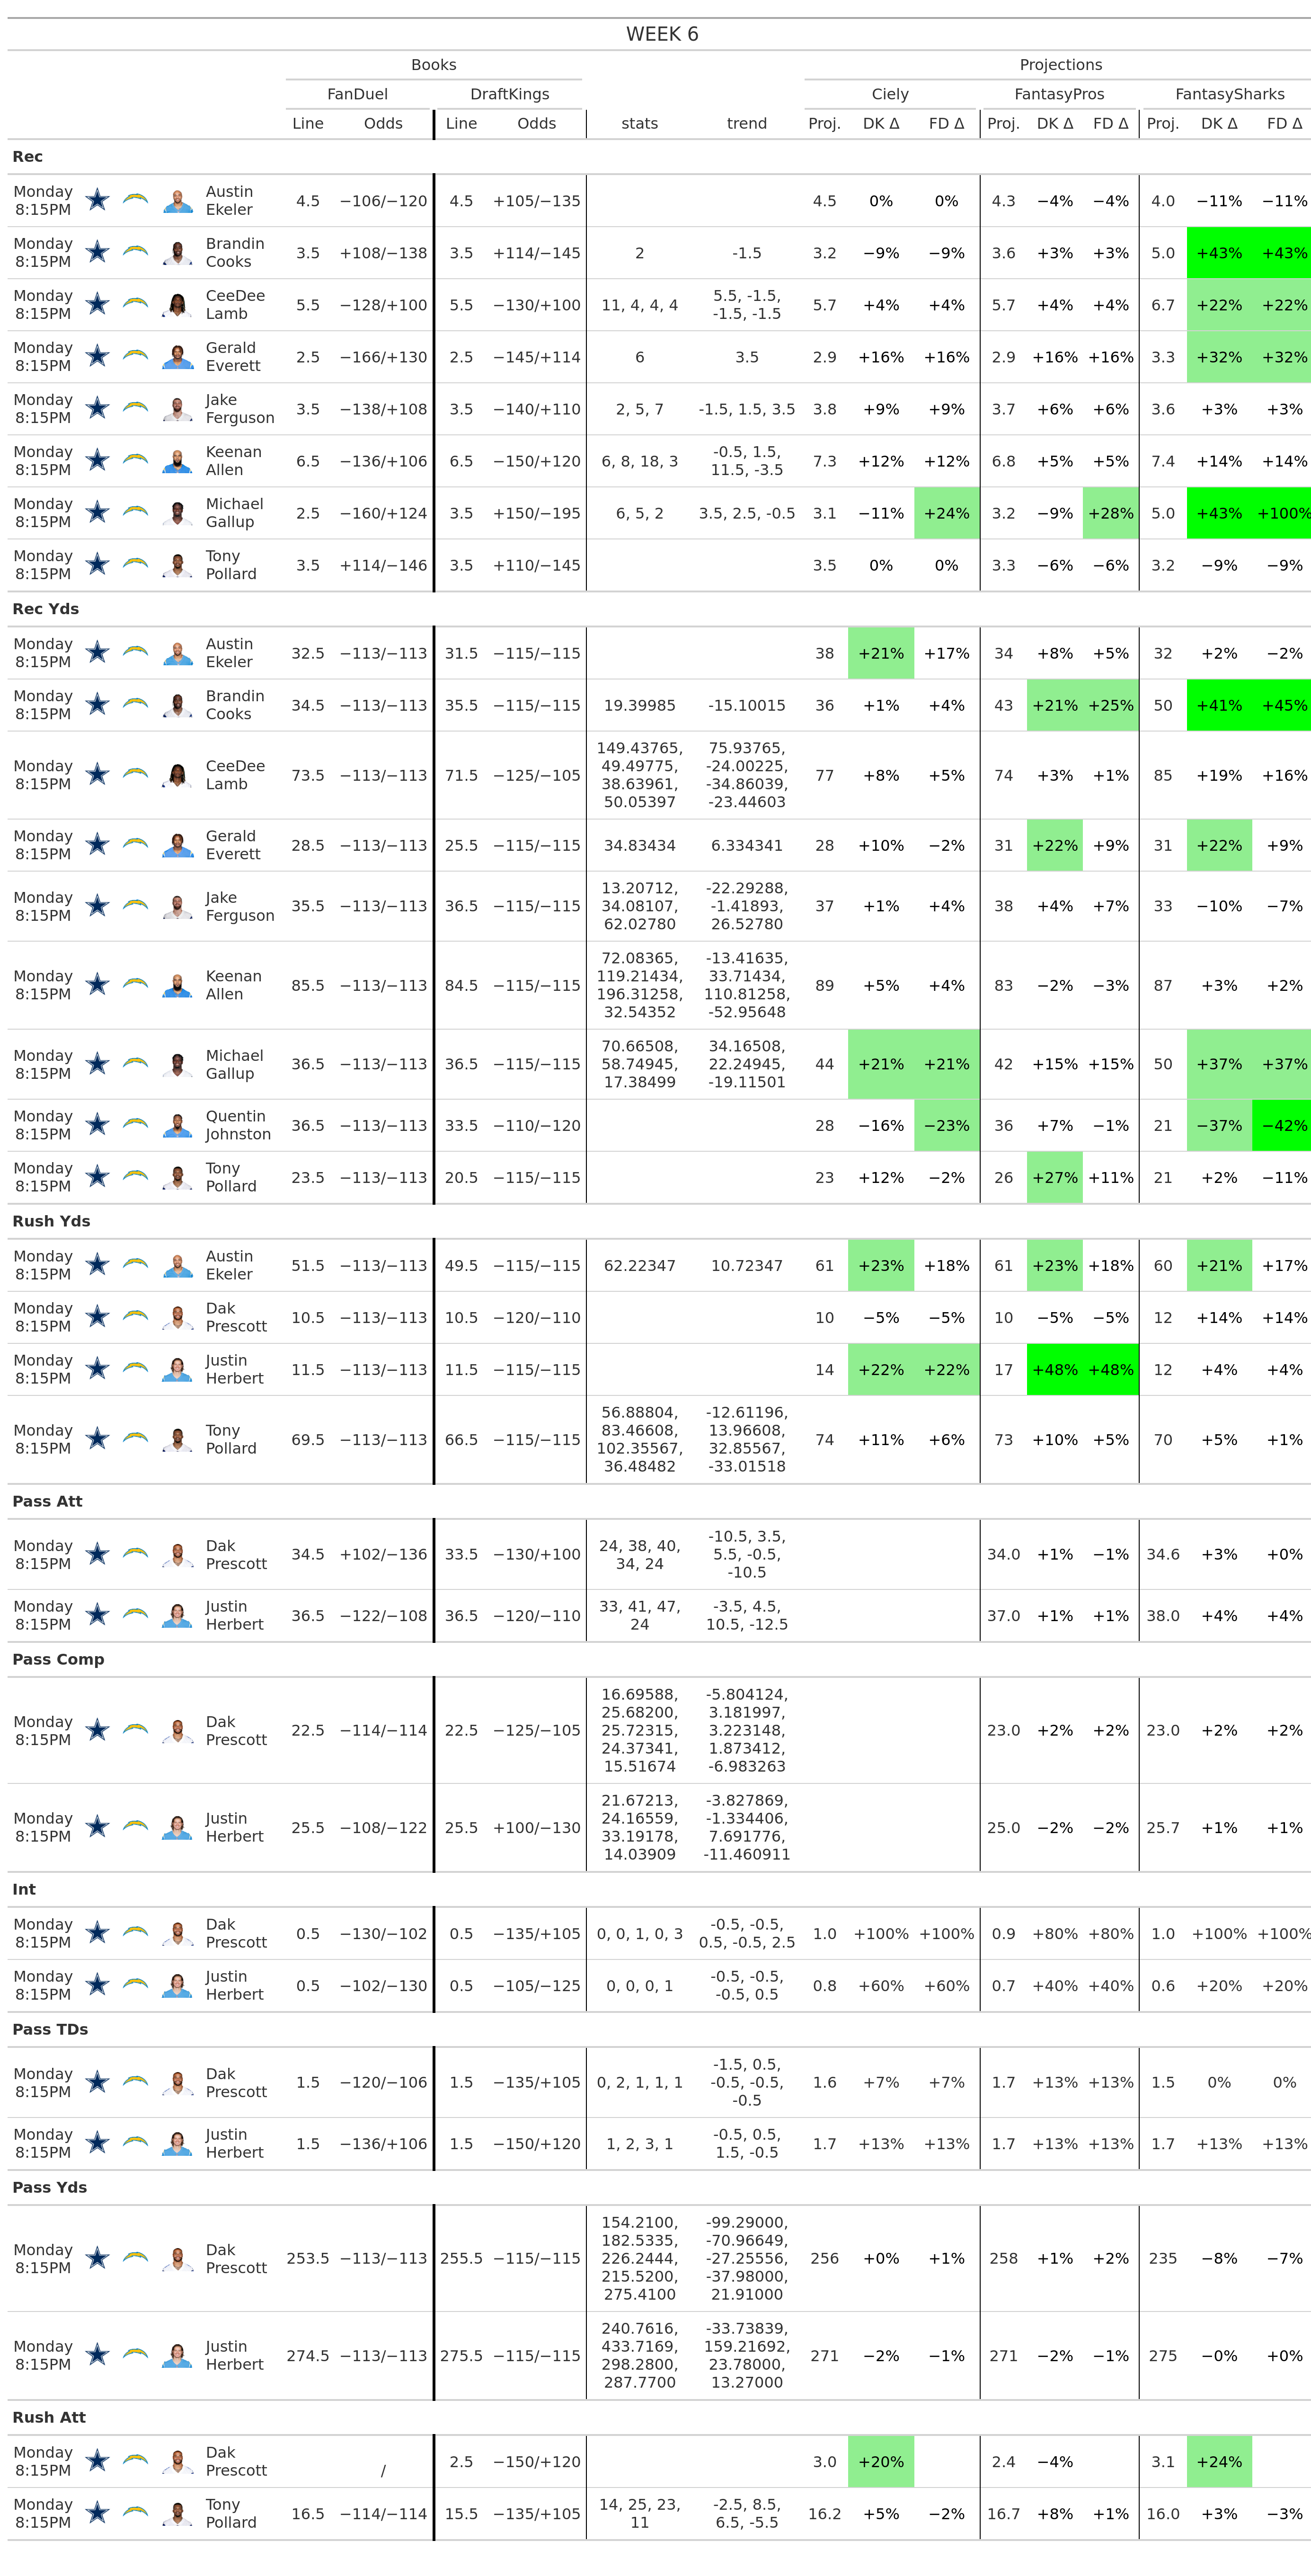 WEEK 6
Books Projections
FanDuel DraftKings Ciely FantasyPros FantasySharks
Line Odds Line Odds stats trend Proj. DK Δ FD Δ Proj. DK Δ FD Δ Proj. DK Δ FD Δ
Rec
Monday 8:15PM Austin Ekeler 4.5 −106/−120 4.5 +105/−135 4.5 0% 0% 4.3 −4% −4% 4.0 −11% −11%
Monday 8:15PM Brandin Cooks 3.5 +108/−138 3.5 +114/−145 2 -1.5 3.2 −9% −9% 3.6 +3% +3% 5.0 +43% +43%
Monday 8:15PM CeeDee Lamb 5.5 −128/+100 5.5 −130/+100 11, 4, 4, 4 5.5, -1.5, -1.5, -1.5 5.7 +4% +4% 5.7 +4% +4% 6.7 +22% +22%
Monday 8:15PM Gerald Everett 2.5 −166/+130 2.5 −145/+114 6 3.5 2.9 +16% +16% 2.9 +16% +16% 3.3 +32% +32%
Monday 8:15PM Jake Ferguson 3.5 −138/+108 3.5 −140/+110 2, 5, 7 -1.5, 1.5, 3.5 3.8 +9% +9% 3.7 +6% +6% 3.6 +3% +3%
Monday 8:15PM Keenan Allen 6.5 −136/+106 6.5 −150/+120 6, 8, 18, 3 -0.5, 1.5, 11.5, -3.5 7.3 +12% +12% 6.8 +5% +5% 7.4 +14% +14%
Monday 8:15PM Michael Gallup 2.5 −160/+124 3.5 +150/−195 6, 5, 2 3.5, 2.5, -0.5 3.1 −11% +24% 3.2 −9% +28% 5.0 +43% +100%
Monday 8:15PM Tony Pollard 3.5 +114/−146 3.5 +110/−145 3.5 0% 0% 3.3 −6% −6% 3.2 −9% −9%
Rec Yds
Monday 8:15PM Austin Ekeler 32.5 −113/−113 31.5 −115/−115 38 +21% +17% 34 +8% +5% 32 +2% −2%
Monday 8:15PM Brandin Cooks 34.5 −113/−113 35.5 −115/−115 19.39985 -15.10015 36 +1% +4% 43 +21% +25% 50 +41% +45%
Monday 8:15PM CeeDee Lamb 73.5 −113/−113 71.5 −125/−105 149.43765, 49.49775, 38.63961, 50.05397 75.93765, -24.00225, -34.86039, -23.44603 77 +8% +5% 74 +3% +1% 85 +19% +16%
Monday 8:15PM Gerald Everett 28.5 −113/−113 25.5 −115/−115 34.83434 6.334341 28 +10% −2% 31 +22% +9% 31 +22% +9%
Monday 8:15PM Jake Ferguson 35.5 −113/−113 36.5 −115/−115 13.20712, 34.08107, 62.02780 -22.29288, -1.41893, 26.52780 37 +1% +4% 38 +4% +7% 33 −10% −7%
Monday 8:15PM Keenan Allen 85.5 −113/−113 84.5 −115/−115 72.08365, 119.21434, 196.31258, 32.54352 -13.41635, 33.71434, 110.81258, -52.95648 89 +5% +4% 83 −2% −3% 87 +3% +2%
Monday 8:15PM Michael Gallup 36.5 −113/−113 36.5 −115/−115 70.66508, 58.74945, 17.38499 34.16508, 22.24945, -19.11501 44 +21% +21% 42 +15% +15% 50 +37% +37%
Monday 8:15PM Quentin Johnston 36.5 −113/−113 33.5 −110/−120 28 −16% −23% 36 +7% −1% 21 −37% −42%
Monday 8:15PM Tony Pollard 23.5 −113/−113 20.5 −115/−115 23 +12% −2% 26 +27% +11% 21 +2% −11%
Rush Yds
Monday 8:15PM Austin Ekeler 51.5 −113/−113 49.5 −115/−115 62.22347 10.72347 61 +23% +18% 61 +23% +18% 60 +21% +17%
Monday 8:15PM Dak Prescott 10.5 −113/−113 10.5 −120/−110 10 −5% −5% 10 −5% −5% 12 +14% +14%
Monday 8:15PM Justin Herbert 11.5 −113/−113 11.5 −115/−115 14 +22% +22% 17 +48% +48% 12 +4% +4%
Monday 8:15PM Tony Pollard 69.5 −113/−113 66.5 −115/−115 56.88804, 83.46608, 102.35567, 36.48482 -12.61196, 13.96608, 32.85567, -33.01518 74 +11% +6% 73 +10% +5% 70 +5% +1%
Pass Att
Monday 8:15PM Dak Prescott 34.5 +102/−136 33.5 −130/+100 24, 38, 40, 34, 24 -10.5, 3.5, 5.5, -0.5, -10.5 34.0 +1% −1% 34.6 +3% +0%
Monday 8:15PM Justin Herbert 36.5 −122/−108 36.5 −120/−110 33, 41, 47, 24 -3.5, 4.5, 10.5, -12.5 37.0 +1% +1% 38.0 +4% +4%
Pass Comp
Monday 8:15PM Dak Prescott 22.5 −114/−114 22.5 −125/−105 16.69588, 25.68200, 25.72315, 24.37341, 15.51674 -5.804124, 3.181997, 3.223148, 1.873412, -6.983263 23.0 +2% +2% 23.0 +2% +2%
Monday 8:15PM Justin Herbert 25.5 −108/−122 25.5 +100/−130 21.67213, 24.16559, 33.19178, 14.03909 -3.827869, -1.334406, 7.691776, -11.460911 25.0 −2% −2% 25.7 +1% +1%
Int
Monday 8:15PM Dak Prescott 0.5 −130/−102 0.5 −135/+105 0, 0, 1, 0, 3 -0.5, -0.5, 0.5, -0.5, 2.5 1.0 +100% +100% 0.9 +80% +80% 1.0 +100% +100%
Monday 8:15PM Justin Herbert 0.5 −102/−130 0.5 −105/−125 0, 0, 0, 1 -0.5, -0.5, -0.5, 0.5 0.8 +60% +60% 0.7 +40% +40% 0.6 +20% +20%
Pass TDs
Monday 8:15PM Dak Prescott 1.5 −120/−106 1.5 −135/+105 0, 2, 1, 1, 1 -1.5, 0.5, -0.5, -0.5, -0.5 1.6 +7% +7% 1.7 +13% +13% 1.5 0% 0%
Monday 8:15PM Justin Herbert 1.5 −136/+106 1.5 −150/+120 1, 2, 3, 1 -0.5, 0.5, 1.5, -0.5 1.7 +13% +13% 1.7 +13% +13% 1.7 +13% +13%
Pass Yds
Monday 8:15PM Dak Prescott 253.5 −113/−113 255.5 −115/−115 154.2100, 182.5335, 226.2444, 215.5200, 275.4100 -99.29000, -70.96649, -27.25556, -37.98000, 21.91000 256 +0% +1% 258 +1% +2% 235 −8% −7%
Monday 8:15PM Justin Herbert 274.5 −113/−113 275.5 −115/−115 240.7616, 433.7169, 298.2800, 287.7700 -33.73839, 159.21692, 23.78000, 13.27000 271 −2% −1% 271 −2% −1% 275 −0% +0%
Rush Att
Monday 8:15PM Dak Prescott / 2.5 −150/+120 3.0 +20% 2.4 −4% 3.1 +24%
Monday 8:15PM Tony Pollard 16.5 −114/−114 15.5 −135/+105 14, 25, 23, 11 -2.5, 8.5, 6.5, -5.5 16.2 +5% −2% 16.7 +8% +1% 16.0 +3% −3%